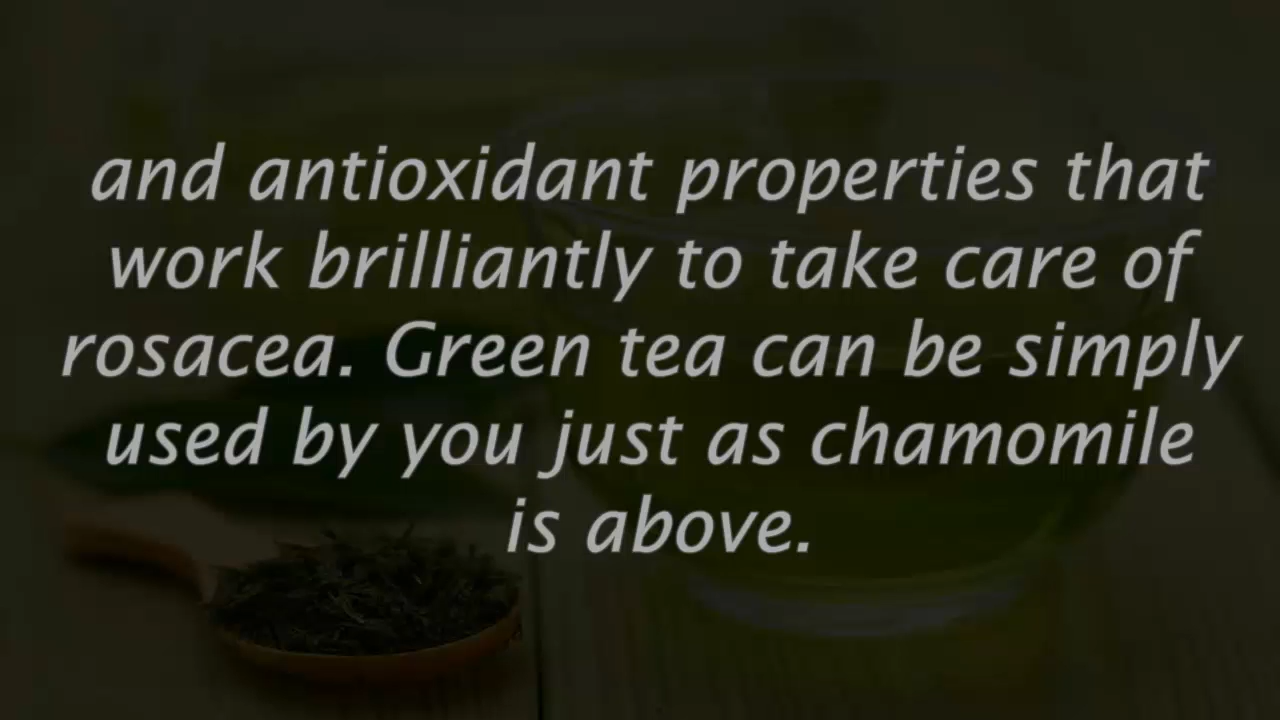 and antioxidant properties that
work brilliantly to take care of
rosacea. Green tea can be simply
used by you just as chamomile
is above.